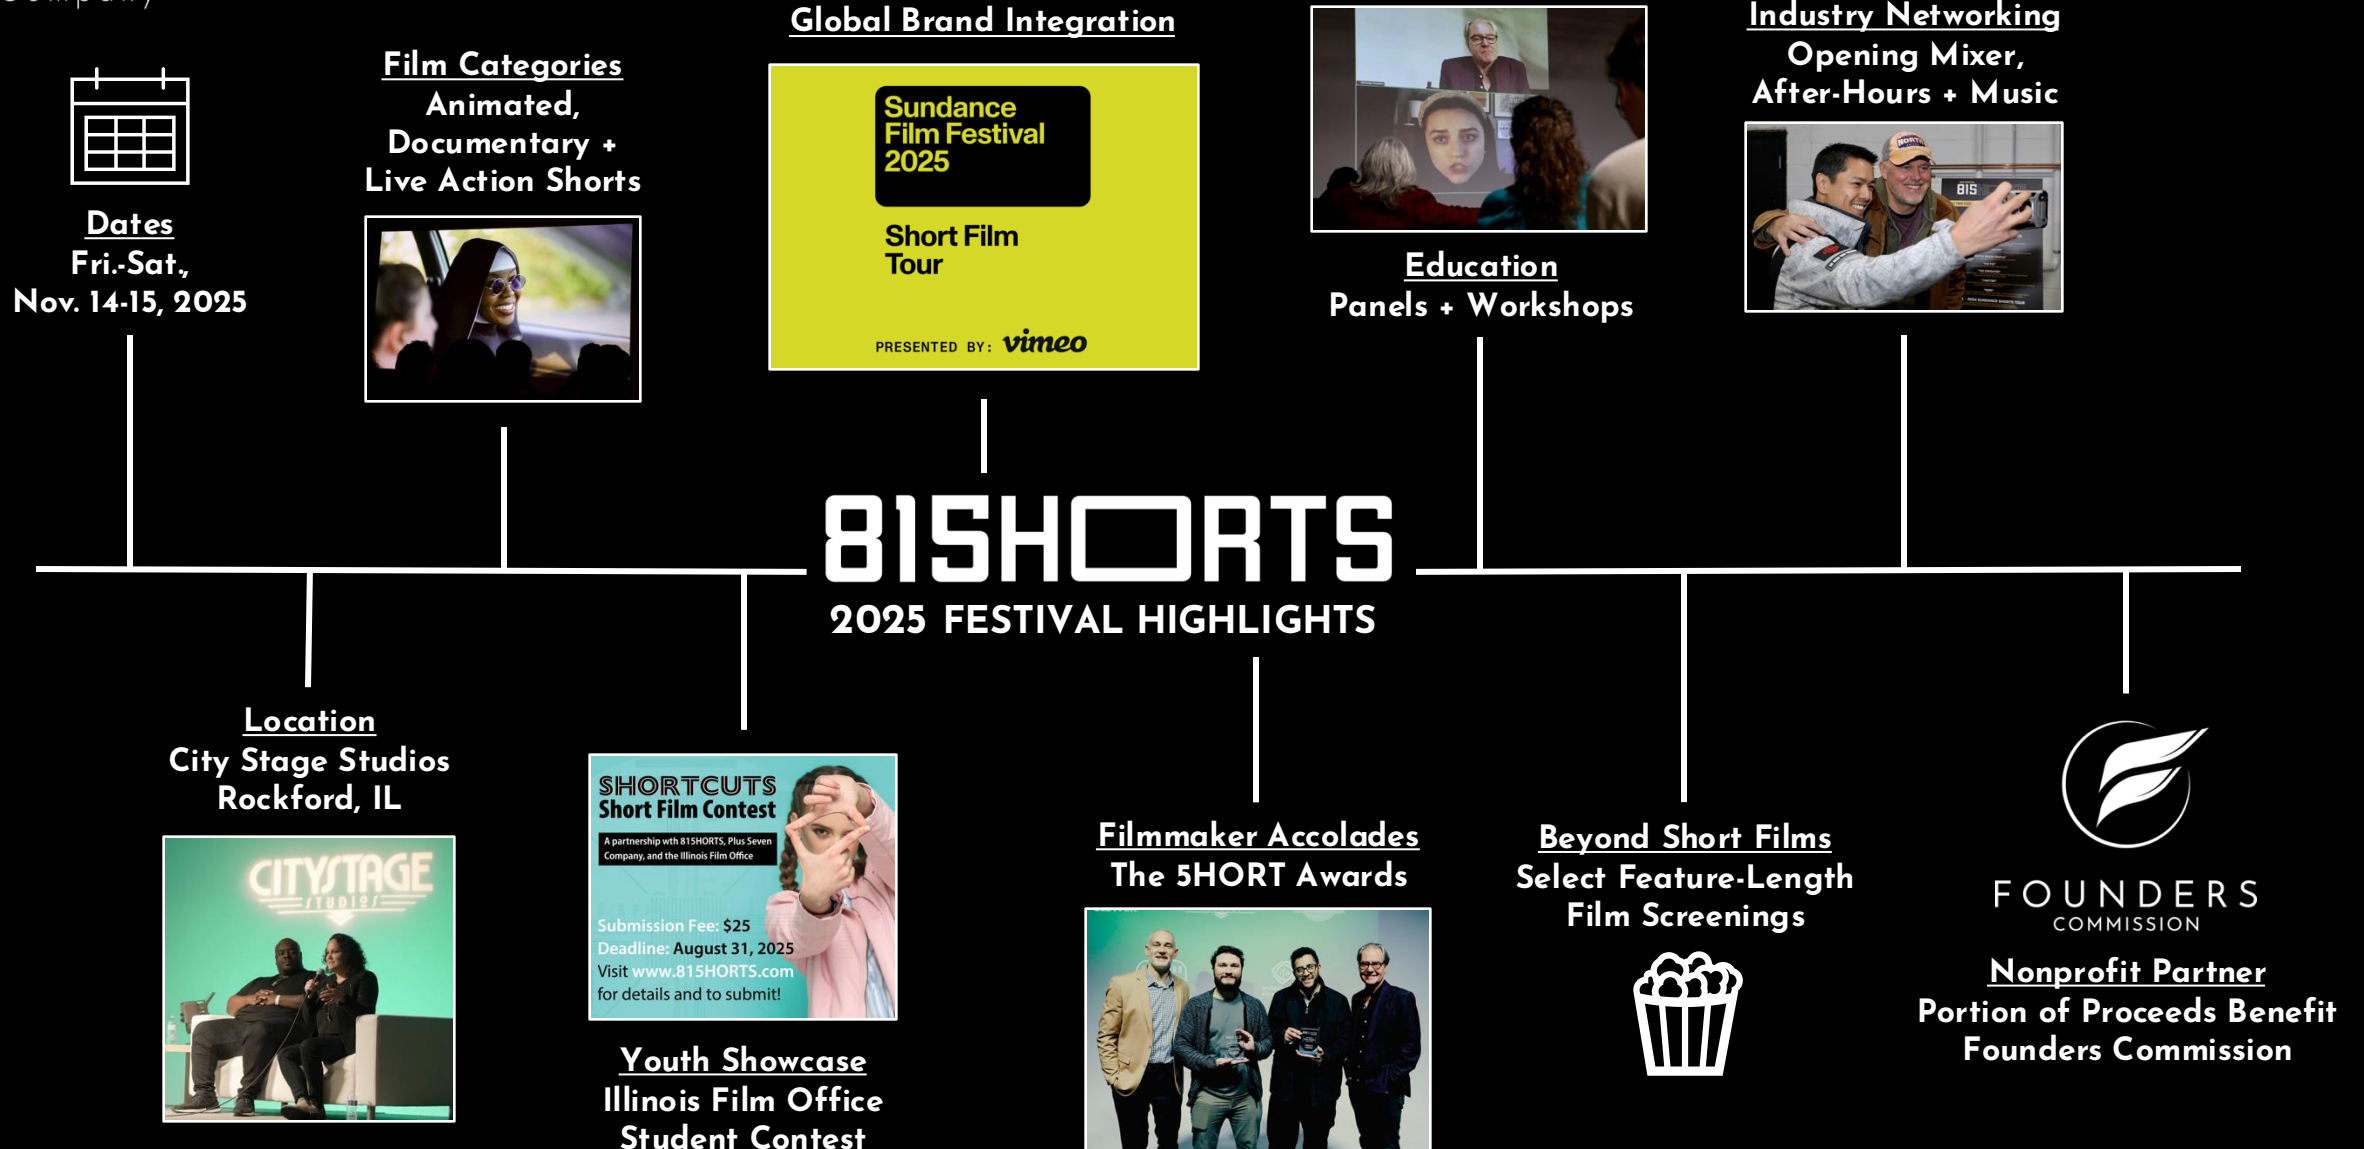 Company
Dates
Fri.-Sat.,
Nov. 14-15, 2025
Film Categories
Animated,
Documentary +
Live Action Shorts
Global Brand Integration
Sundance
Film Festival
2025
Short Film
Tour
PRESENTED BY: vimeo
Education
Panels + Workshops
Industry Networking
Opening Mixer,
After-Hours + Music
NORTH
815
815HORTS
2025 FESTIVAL HIGHLIGHTS
Location
City Stage Studios
Rockford, IL
CITYSTAGE
STUDIOS
SHORTCUTS
Short Film Contest
A partnership wth 815HORTS, Plus Seven
Company, and the Illinois Film Office
Submission Fee: $25
Deadline: August 31, 2025
Visit www.815HORTS.com
for details and to submit!
Youth Showcase
Illinois Film Office
Student Contest
Filmmaker Accolades
The 5HORT Awards
Beyond Short Films
Select Feature-Length
Film Screenings
FOUNDERS
COMMISSION
Nonprofit Partner
Portion of Proceeds Benefit
Founders Commission